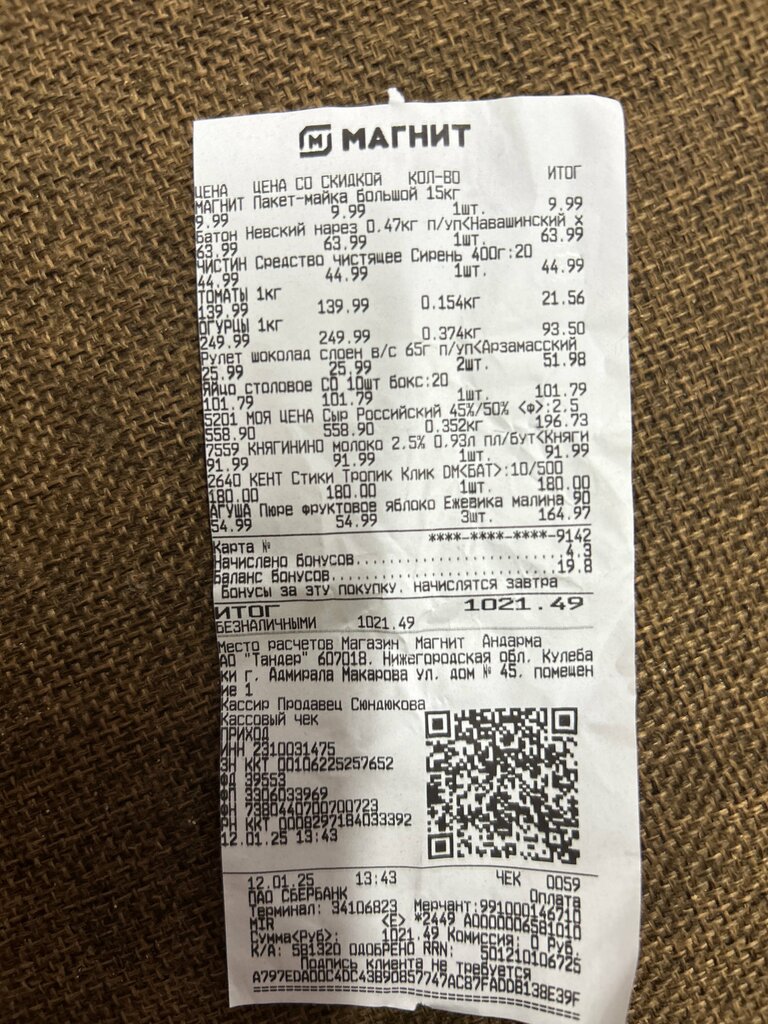 МАГНИТ
ЦЕНА ЦЕНА СО СКИДКОЙ КОЛ-ВО ИТОГ
МАГНИТ Пакет-майка большой 15кг
9.99 9.99 1шт. 9.99
Батон Невский нарез 0.47кг п/уп<Навашинский х
63.99 63.99 1шт. 63.99
ЧИСТИН Средство чистящее Сирень 400г:20
44.99 44.99 1шт. 44.99
ТОМАТЫ 1кг
139.99 139.99 0.154кг 21.56
ОГУРЦЫ 1кг
249.99 249.99 0.374кг 93.50
Рулет шоколад слоен в/с 65г п/уп<Арзамасский
25.99 25.99 2шт. 51.98
Яйцо столовое СО 10шт бокс:20
101.79 101.79 1шт. 101.79
5201 МОЯ ЦЕНА Сыр Российский 45%/50% <Ф>:2.5
558.90 558.90 0.352кг 196.73
7559 КНЯГИНИНО молоко 2.5% 0.93л пл/бут<Княги
91.99 91.99 1шт. 91.99
2640 КЕНТ Стики Тропик Клик DM<БАТ>:10/500
180.00 180.00 1шт. 180.00
АГУША Пюре фруктовое яблоко Ежевика малина 90
54.99 54.99 3шт. 164.97
Карта № ****-****-****-9142
Начислено бонусов 4.3
Баланс бонусов 19.8
Бонусы за эту покупку. начислятся завтра
ИТОГ 1021.49
БЕЗНАЛИЧНЫМИ 1021.49
Место расчетов Магазин Магнит Андарма
АО "Тандер" 607018. Нижегородская обл. Кулеба
ки г. Адмирала Макарова ул. дом № 45. помещен
ие 1
Кассир Продавец Сюндюкова
Кассовый чек
ПРИХОД
ИНН 2310031475
ЗН ККТ 00106225257652
ФД 39553
ФП 3306033969
ФН 7380440700700723
РН ККТ 0008297184033392
12.01.25 13:43
12.01.25 13:43 ЧЕК 0059
ПАО СБЕРБАНК Оплата
Терминал: 34106823 Мерчант:991000146710
MIR <E> *2449 A0000006581010
Сумма<Руб>: 1021.49 Комиссия: 0 Руб.
К/А: 581320 ОДОБРЕНО RRN: 501210106725
Подпись клиента не требуется
A797EDADDC4DC43B9D857747AC87FADDB138E39F